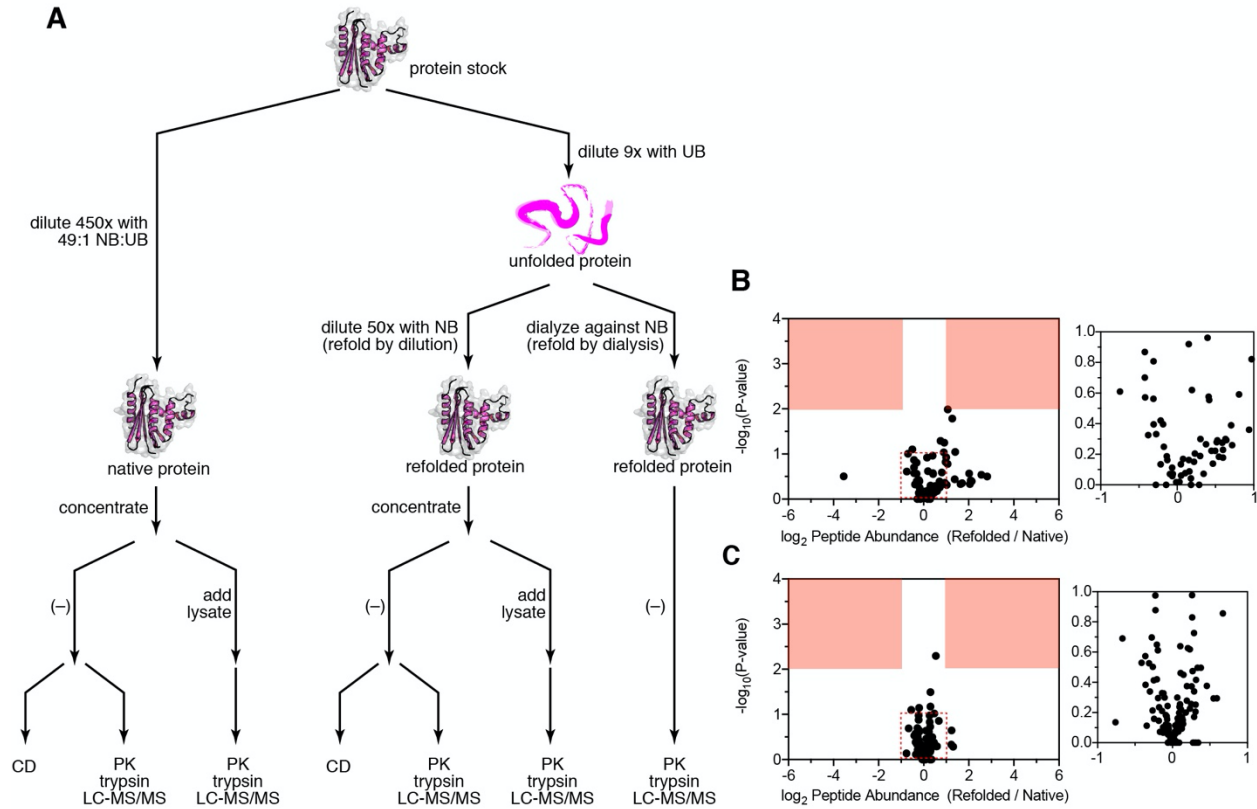 A
protein stock
dilute 9x with UB
dilute 450x with
49:1 NB:UB
unfolded protein
dilute 50x with NB
(refold by dilution)
dialyze against NB
(refold by dialysis)
native protein
refolded protein
refolded protein
concentrate
concentrate
(–)
add
lysate
(–)
add
lysate
(–)
CD
PK
trypsin
LC-MS/MS
PK
trypsin
LC-MS/MS
CD
PK
trypsin
LC-MS/MS
PK
trypsin
LC-MS/MS
PK
trypsin
LC-MS/MS
B
-log10(P-value)
4
3
2
1
0
-6 -4 -2 0 2 4 6
log2 Peptide Abundance (Refolded / Native)
1.0
0.8
0.6
0.4
0.2
0.0
-1 0 1
C
-log10(P-value)
4
3
2
1
0
-6 -4 -2 0 2 4 6
log2 Peptide Abundance (Refolded / Native)
1.0
0.8
0.6
0.4
0.2
0.0
-1 0 1